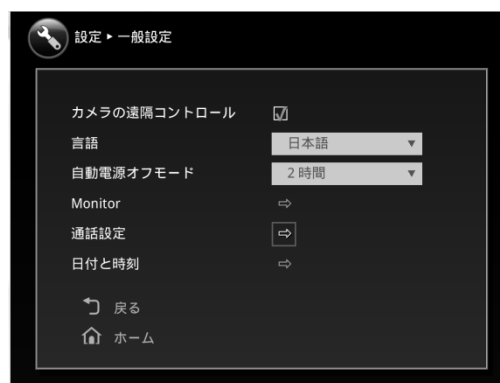 設定 ▸ 一般設定
カメラの遠隔コントロール
言語 日本語
自動電源オフモード 2 時間
Monitor
通話設定
日付と時刻
戻る
ホーム